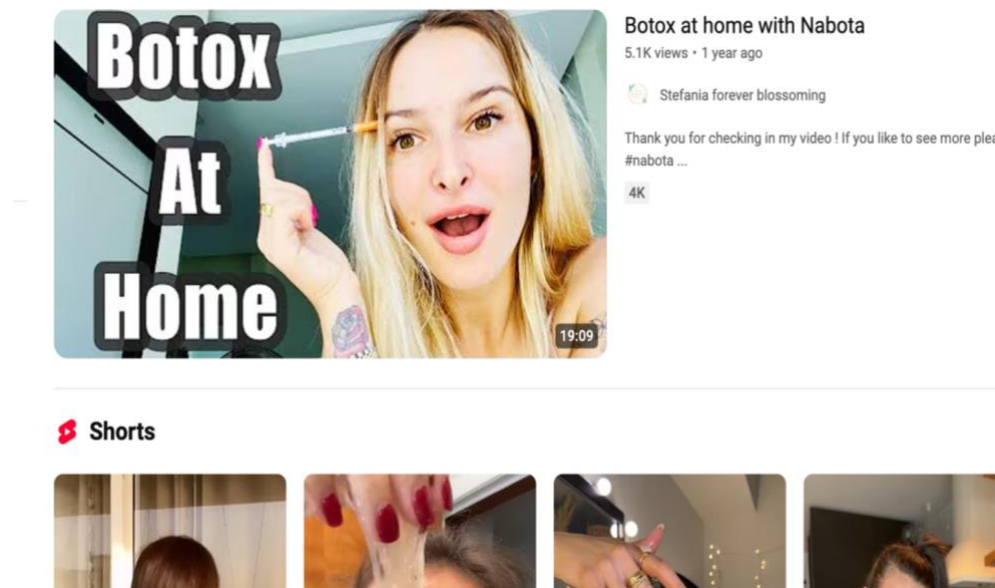 Botox
At
Home
19:09
Botox at home with Nabota
5.1K views • 1 year ago
Stefania forever blossoming
Thank you for checking in my video ! If you like to see more plea
#nabota ...
4K
Shorts